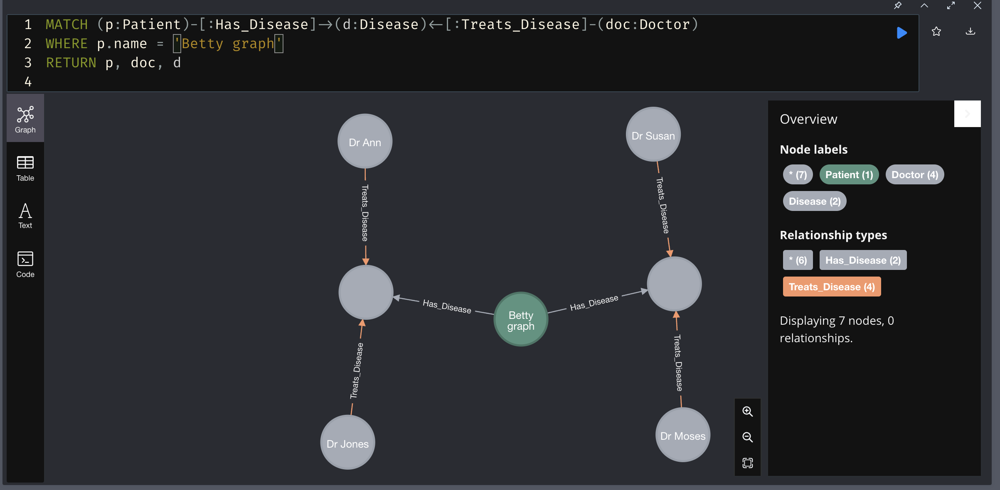 1 MATCH (p:Patient)-[:Has_Disease]->(d:Disease)<-[:Treats_Disease]-(doc:Doctor)
2 WHERE p.name = 'Betty graph'
3 RETURN p, doc, d
4
Graph
Table
Text
Code
Dr Ann
Dr Susan
Treats_Disease
Treats_Disease
Has_Disease
Betty
graph
Has_Disease
Treats_Disease
Treats_Disease
Dr Jones
Dr Moses
Overview
Node labels
* (7) Patient (1) Doctor (4)
Disease (2)
Relationship types
* (6) Has_Disease (2)
Treats_Disease (4)
Displaying 7 nodes, 0
relationships.